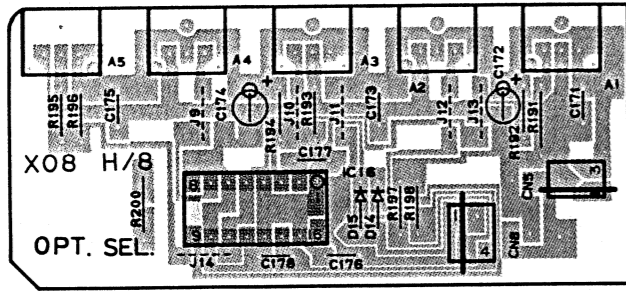 A5
A4
A3
A2
A1
C172
R195
R196
C175
J9
C174
+
R194
J10
R193
J11
C173
J12
J13
+
R192
R191
C171
X08 H/8
C177
IC16
R200
D15
D14
R197
R198
CN5
3
OPT. SEL.
J14
C178
C176
4
CN8